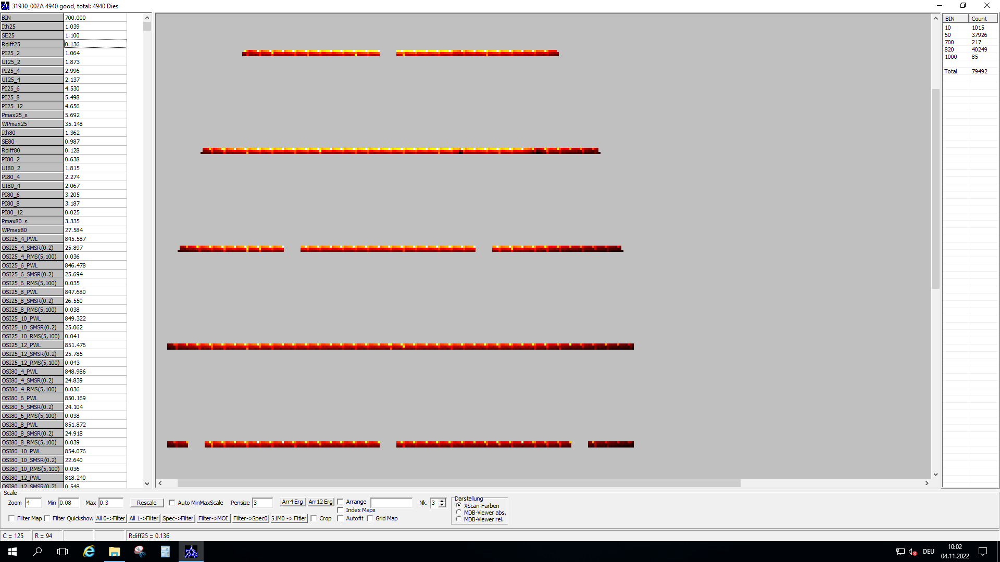 31930_002A 4940 good, total: 4940 Dies
BIN 700.000
Ith25 1.039
SE25 1.100
Rdiff25 0.136
PI25_2 1.064
UI25_2 1.873
PI25_4 2.996
UI25_4 2.137
PI25_6 4.530
PI25_8 5.498
PI25_12 4.656
Pmax25_s 5.692
WPmax25 35.148
Ith80 1.362
SE80 0.987
Rdiff80 0.128
PI80_2 0.638
UI80_2 1.815
PI80_4 2.274
UI80_4 2.067
PI80_6 3.205
PI80_8 3.187
PI80_12 0.025
Pmax80_s 3.335
WPmax80 27.584
OSI25_4_PWL 845.587
OSI25_4_SMSR(0.2) 25.897
OSI25_4_RMS(5,100) 0.036
OSI25_6_PWL 846.478
OSI25_6_SMSR(0.2) 25.694
OSI25_6_RMS(5,100) 0.035
OSI25_8_PWL 847.680
OSI25_8_SMSR(0.2) 26.550
OSI25_8_RMS(5,100) 0.038
OSI25_10_PWL 849.322
OSI25_10_SMSR(0.2) 25.062
OSI25_10_RMS(5,100) 0.041
OSI25_12_PWL 851.476
OSI25_12_SMSR(0.2) 25.785
OSI25_12_RMS(5,100) 0.043
OSI80_4_PWL 848.986
OSI80_4_SMSR(0.2) 24.839
OSI80_4_RMS(5,100) 0.036
OSI80_6_PWL 850.169
OSI80_6_SMSR(0.2) 24.104
OSI80_6_RMS(5,100) 0.038
OSI80_8_PWL 851.872
OSI80_8_SMSR(0.2) 24.918
OSI80_8_RMS(5,100) 0.039
OSI80_10_PWL 854.076
OSI80_10_SMSR(0.2) 22.640
OSI80_10_RMS(5,100) 0.036
OSI80_12_PWL 818.240
OSI80_12_SMSR(0.2) 0.548
BIN Count
10 1015
50 37926
700 217
820 40249
1000 85
Total 79492
Scale
Zoom 4 Min 0.08 Max 0.3 Rescale Auto MinMaxScale Pensize 3 Arr4 Erg Arr12 Erg Arrange Nk. 3
Index Maps
Filter Map Filter Quickshow All 0->Filter All 1->Filter Spec->Filter Filter->MOI Filter->Spec0 S1M0 -> Fitler Crop Autofit Grid Map
Darstellung
XScan-Farben
MDB-Viewer abs.
MDB-Viewer rel.
C = 125 R = 94 Rdiff25 = 0.136
DEU
10:02
04.11.2022